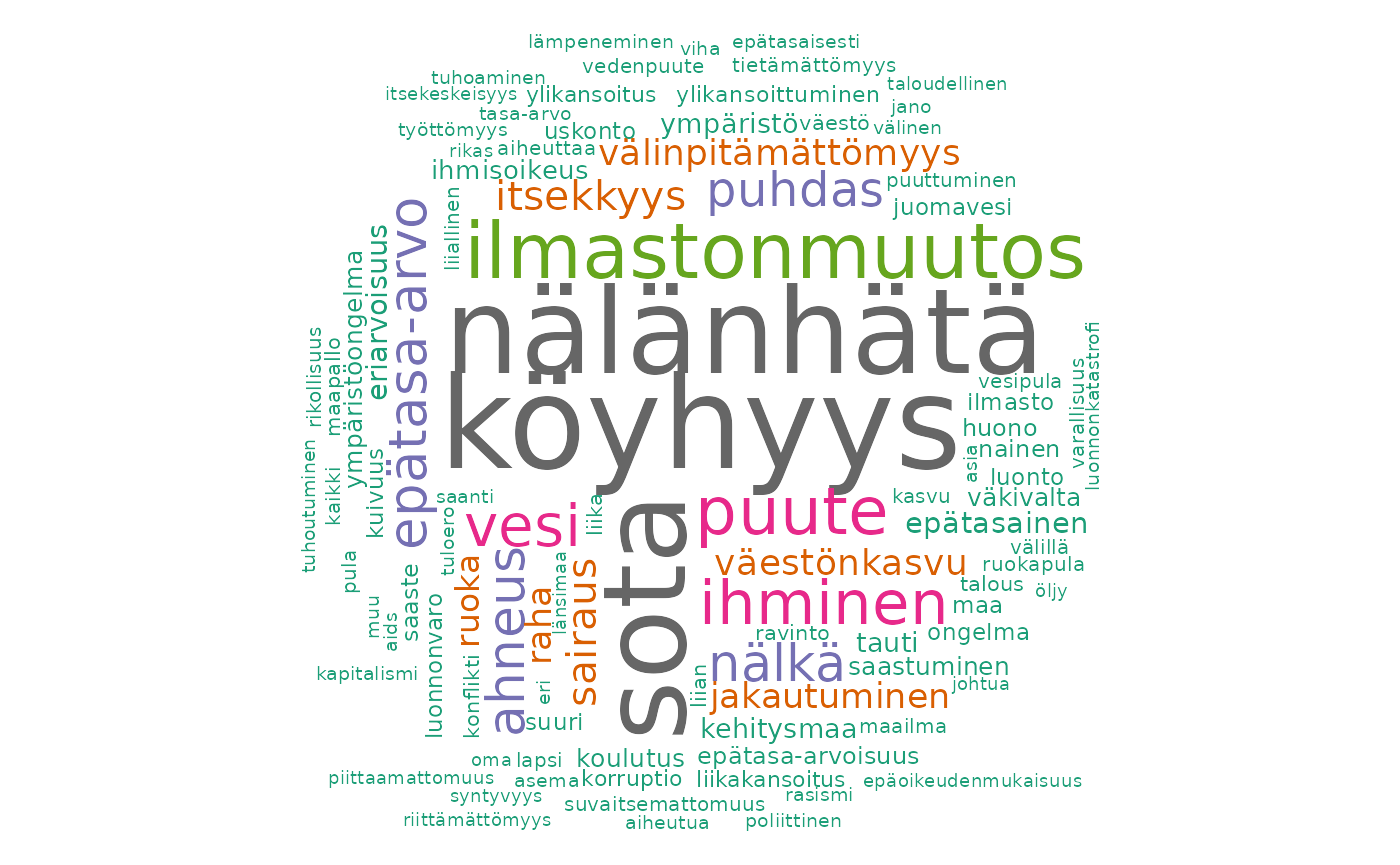 lämpeneminen
viha
epätasaisesti
vedenpuute
tietämättömyys
tuhoaminen
taloudellinen
itsekeskeisyys
ylikansoitus
ylikansoittuminen
jano
tasa-arvo
työttömyys
uskonto
ympäristö
väestö
välinen
rikas
aiheuttaa
välinpitämättömyys
ihmisoikeus
itsekkyys
puhdas
puuttuminen
juomavesi
liiallinen
ilmastonmuutos
epätasa-arvo
eriarvoisuus
ympäristöongelma
nälänhätä
rikollisuus
maapallo
köyhyys
vesipula
ilmasto
varallisuus
luonnonkatastrofi
huono
nainen
asia
luonto
tuhoutuminen
kaikki
kuivuus
saanti
vesi
liika
sota
puute
kasvu
väkivalta
epätasainen
tuloero
väestönkasvu
välillä
ruokapula
talous
öljy
pula
muu
aids
saaste
ruoka
ahneus
raha
länsimaa
sairaus
ihminen
maa
luonnonvaro
ravinto
tauti
ongelma
kapitalismi
konflikti
eri
nälkä
saastuminen
liian
jakautuminen
johtua
suuri
kehitysmaa
maailma
oma
lapsi
koulutus
epätasa-arvoisuus
piittaamattomuus
asema
korruptio
liikakansoitus
epäoikeudenmukaisuus
syntyvyys
suvaitsemattomuus
rasismi
riittämättömyys
aiheutua
poliittinen